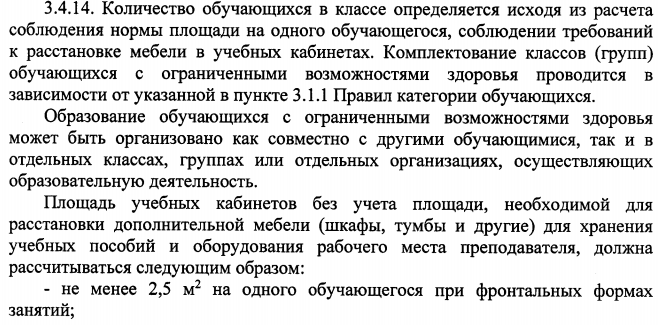 3.4.14. Количество обучающихся в классе определяется исходя из расчета
соблюдения нормы площади на одного обучающегося, соблюдении требований
к расстановке мебели в учебных кабинетах. Комплектование классов (групп)
обучающихся с ограниченными возможностями здоровья проводится в
зависимости от указанной в пункте 3.1.1 Правил категории обучающихся.
Образование обучающихся с ограниченными возможностями здоровья
может быть организовано как совместно с другими обучающимися, так и в
отдельных классах, группах или отдельных организациях, осуществляющих
образовательную деятельность.
Площадь учебных кабинетов без учета площади, необходимой для
расстановки дополнительной мебели (шкафы, тумбы и другие) для хранения
учебных пособий и оборудования рабочего места преподавателя, должна
рассчитываться следующим образом:
- не менее 2,5 м² на одного обучающегося при фронтальных формах
занятий;